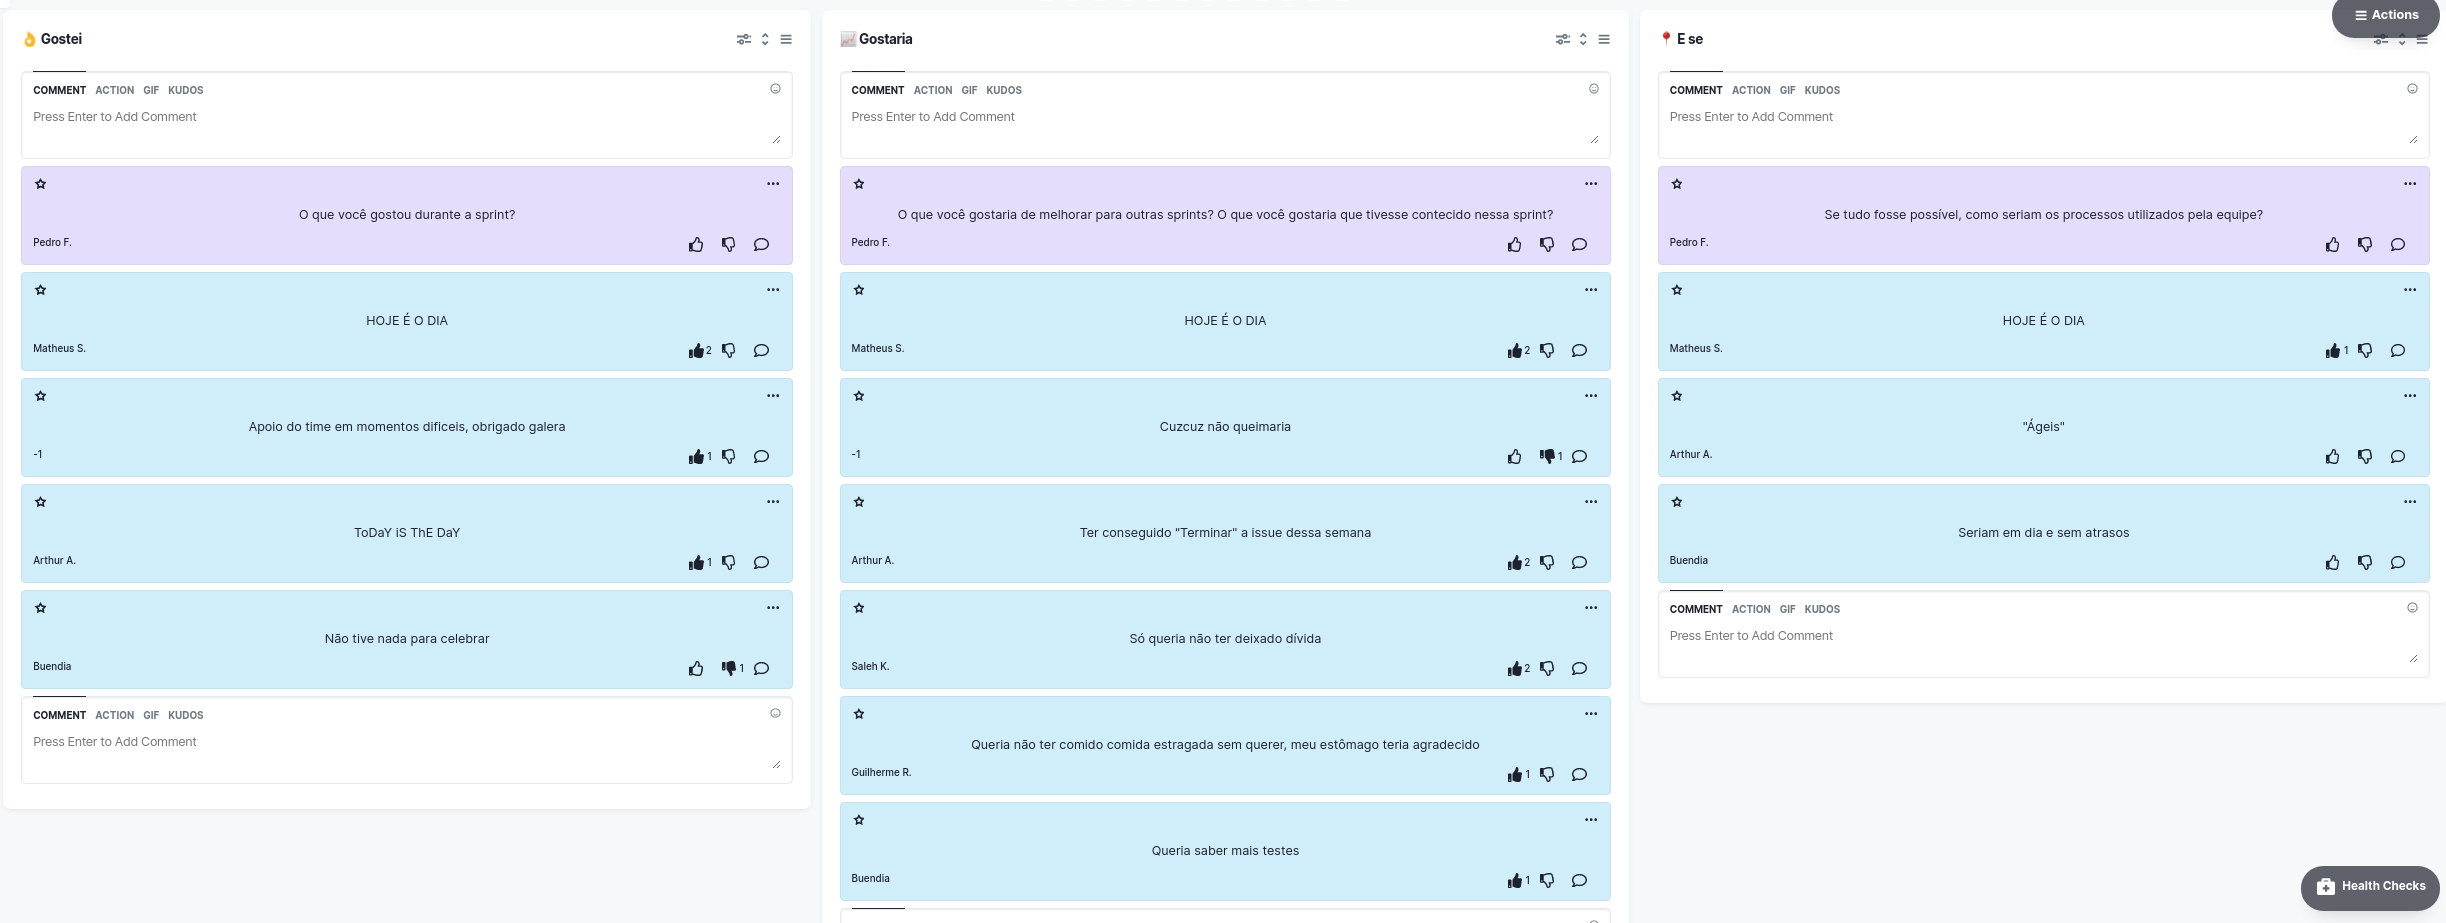 Gostei
COMMENT ACTION GIF KUDOS
Press Enter to Add Comment
O que você gostou durante a sprint?
Pedro F.
HOJE É O DIA
Matheus S.
2
Apoio do time em momentos dificeis, obrigado galera
-1
1
ToDaY iS ThE DaY
Arthur A.
1
Não tive nada para celebrar
Buendia
1
COMMENT ACTION GIF KUDOS
Press Enter to Add Comment
Gostaria
COMMENT ACTION GIF KUDOS
Press Enter to Add Comment
O que você gostaria de melhorar para outras sprints? O que você gostaria que tivesse contecido nessa sprint?
Pedro F.
HOJE É O DIA
Matheus S.
2
Cuzcuz não queimaria
-1
1
Ter conseguido "Terminar" a issue dessa semana
Arthur A.
2
Só queria não ter deixado dívida
Saleh K.
2
Queria não ter comido comida estragada sem querer, meu estômago teria agradecido
Guilherme R.
1
Queria saber mais testes
Buendia
1
E se
Actions
COMMENT ACTION GIF KUDOS
Press Enter to Add Comment
Se tudo fosse possível, como seriam os processos utilizados pela equipe?
Pedro F.
HOJE É O DIA
Matheus S.
1
"Ágeis"
Arthur A.
Seriam em dia e sem atrasos
Buendia
COMMENT ACTION GIF KUDOS
Press Enter to Add Comment
Health Checks